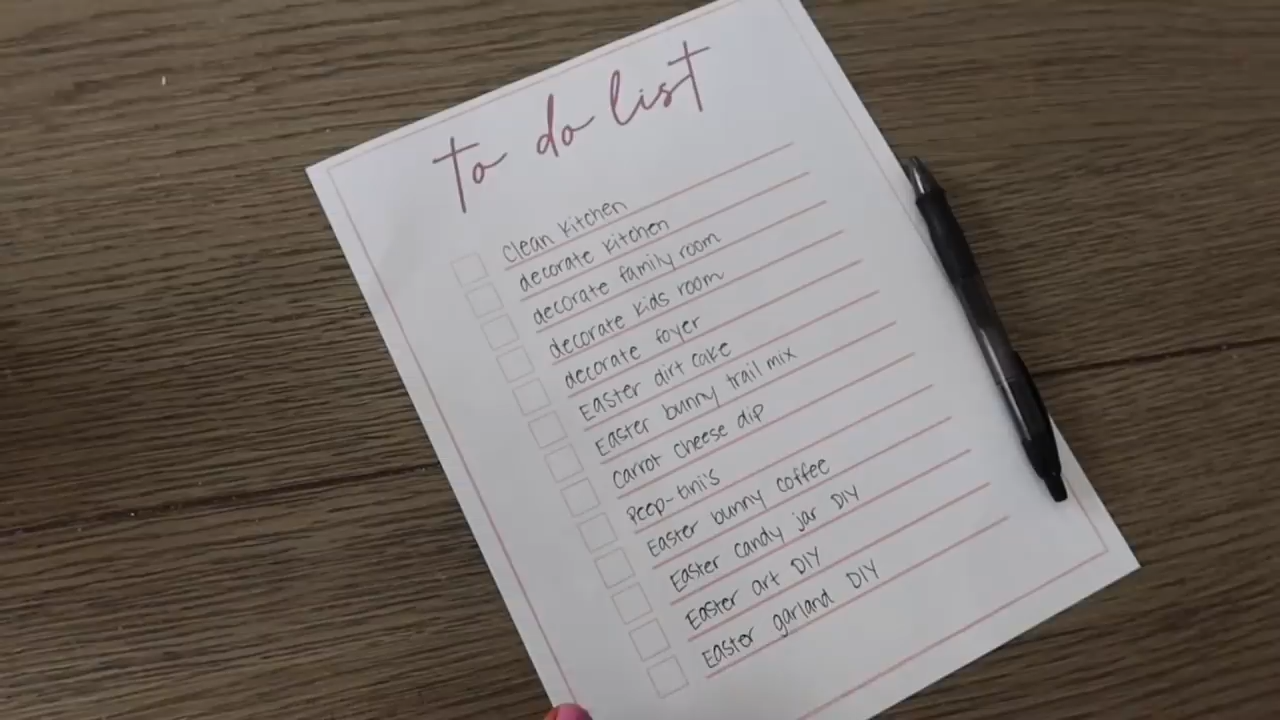 to do list
clean kitchen
decorate kitchen
decorate family room
decorate kids room
decorate foyer
Easter dirt cake
Easter bunny trail mix
carrot cheese dip
Peep-tini's
Easter bunny coffee
Easter candy jar DIY
Easter art DIY
Easter garland DIY